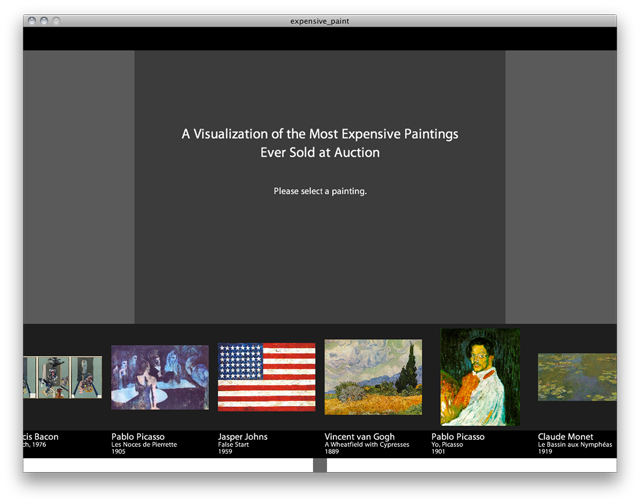 expensive_paint
A Visualization of the Most Expensive Paintings
Ever Sold at Auction
Please select a painting.
cis Bacon
ch, 1976
Pablo Picasso
Les Noces de Pierrette
1905
Jasper Johns
False Start
1959
Vincent van Gogh
A Wheatfield with Cypresses
1889
Pablo Picasso
Yo, Picasso
1901
Claude Monet
Le Bassin aux Nymphéas
1919